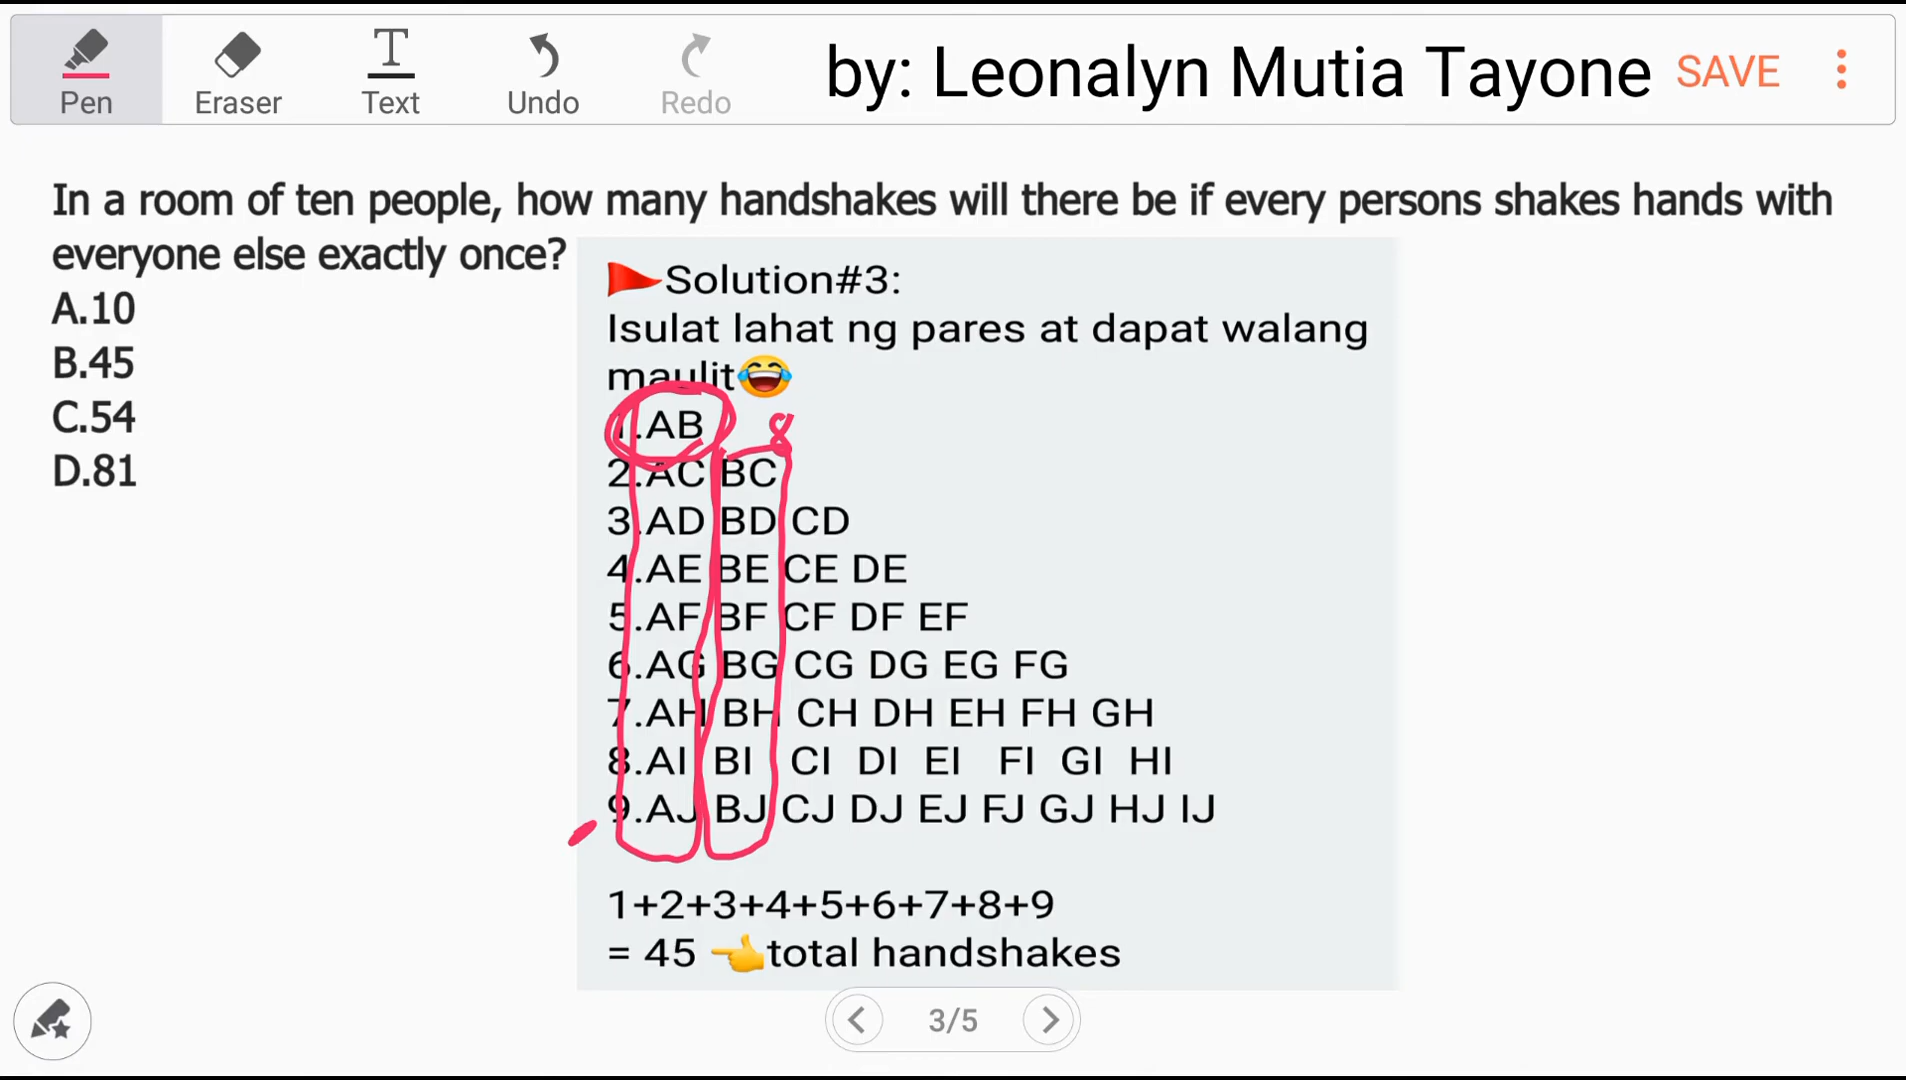 Pen
Eraser
Text
Undo
Redo
by: Leonalyn Mutia Tayone
SAVE
In a room of ten people, how many handshakes will there be if every persons shakes hands with
everyone else exactly once?
A.10
B.45
C.54
D.81
Solution#3:
Isulat lahat ng pares at dapat walang
maulit😂
1.AB 8
2.AC BC
3.AD BD CD
4.AE BE CE DE
5.AF BF CF DF EF
6.AG BG CG DG EG FG
7.AH BH CH DH EH FH GH
8.AI BI CI DI EI FI GI HI
9.AJ BJ CJ DJ EJ FJ GJ HJ IJ
1+2+3+4+5+6+7+8+9
= 45 👈total handshakes
3/5